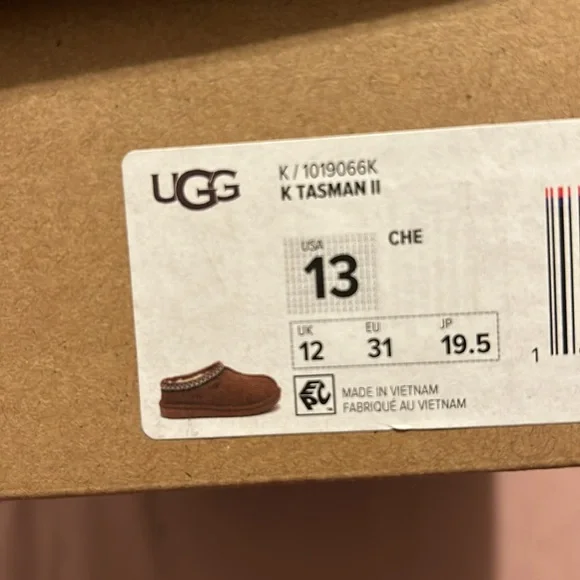 UGG
K / 1019066K
K TASMAN II
USA
13
CHE
UK EU JP
12 31 19.5
1
EPC
MADE IN VIETNAM
FABRIQUÉ AU VIETNAM